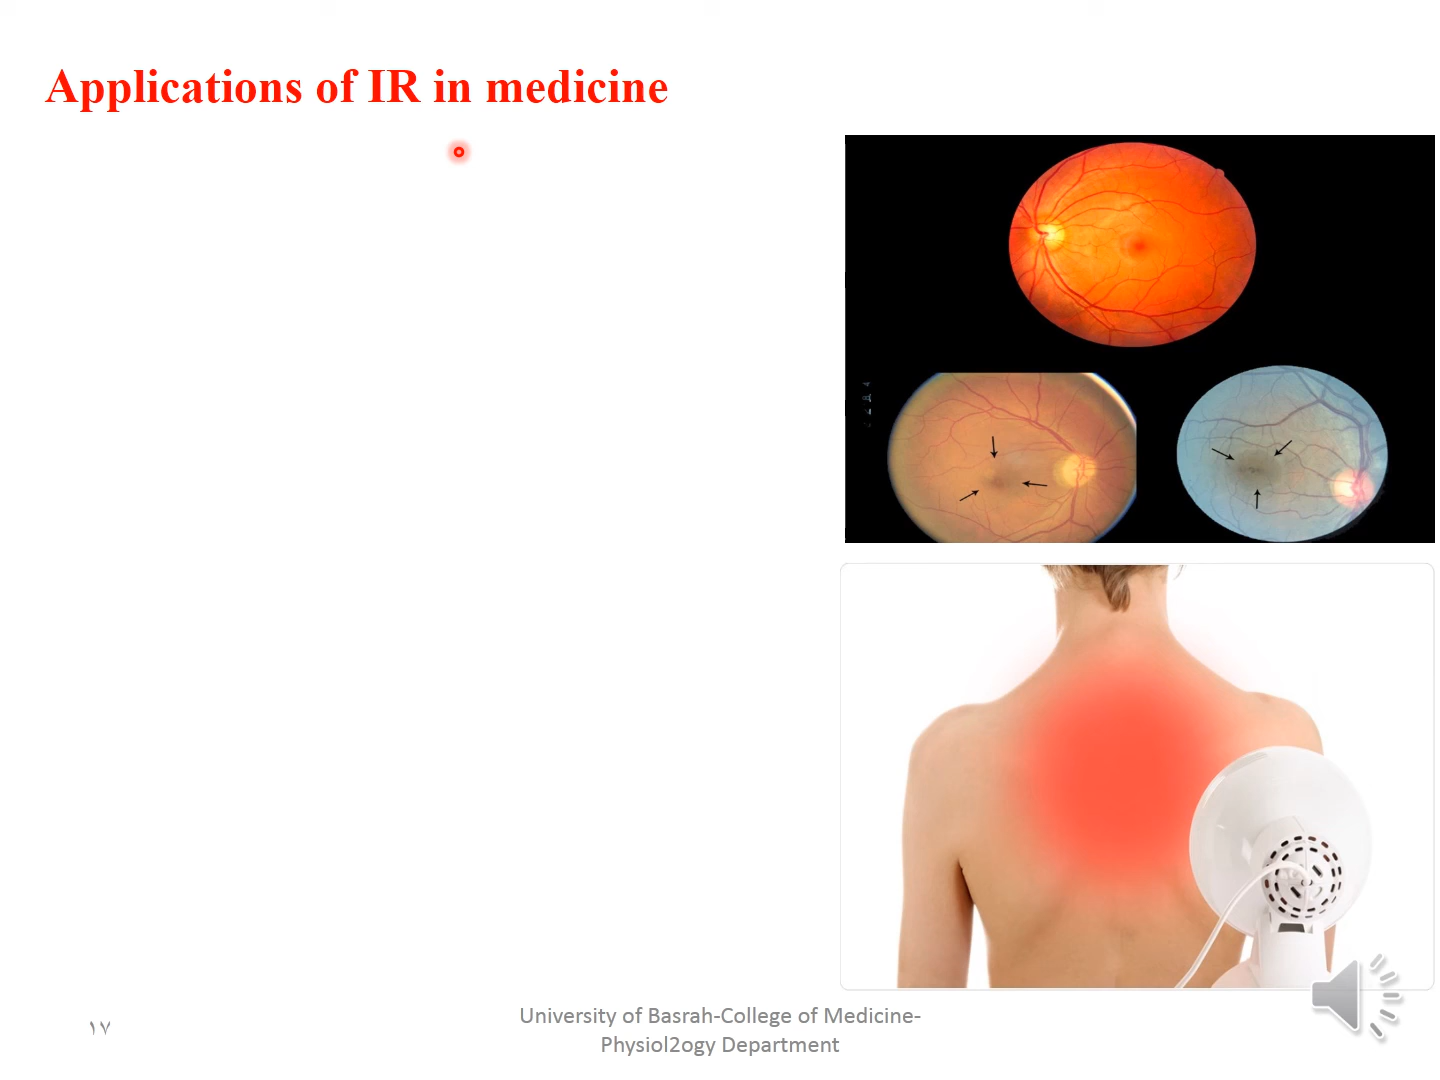 Applications of IR in medicine
University of Basrah-College of Medicine-
Physiol2ogy Department
١٧